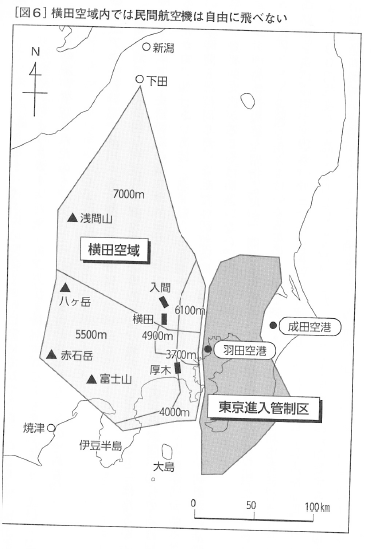 [図6] 横田空域内では民間航空機は自由に飛べない
N
新潟
下田
7000m
浅間山
横田空域
入間
八ヶ岳
6100m
横田
成田空港
5500m
4900m
羽田空港
赤石岳
3700m
厚木
富士山
東京進入管制区
4000m
焼津
伊豆半島
大島
0 50 100km